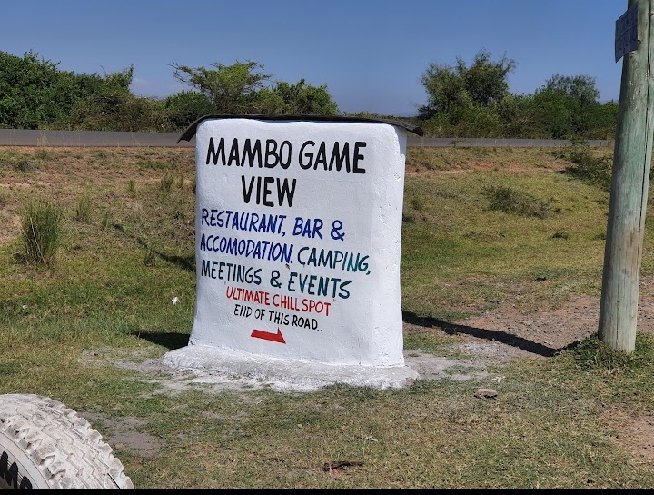 MAMBO GAME
VIEW
RESTAURANT, BAR &
ACCOMODATION. CAMPING,
MEETINGS & EVENTS
ULTIMATE CHILLSPOT
END OF THIS ROAD..